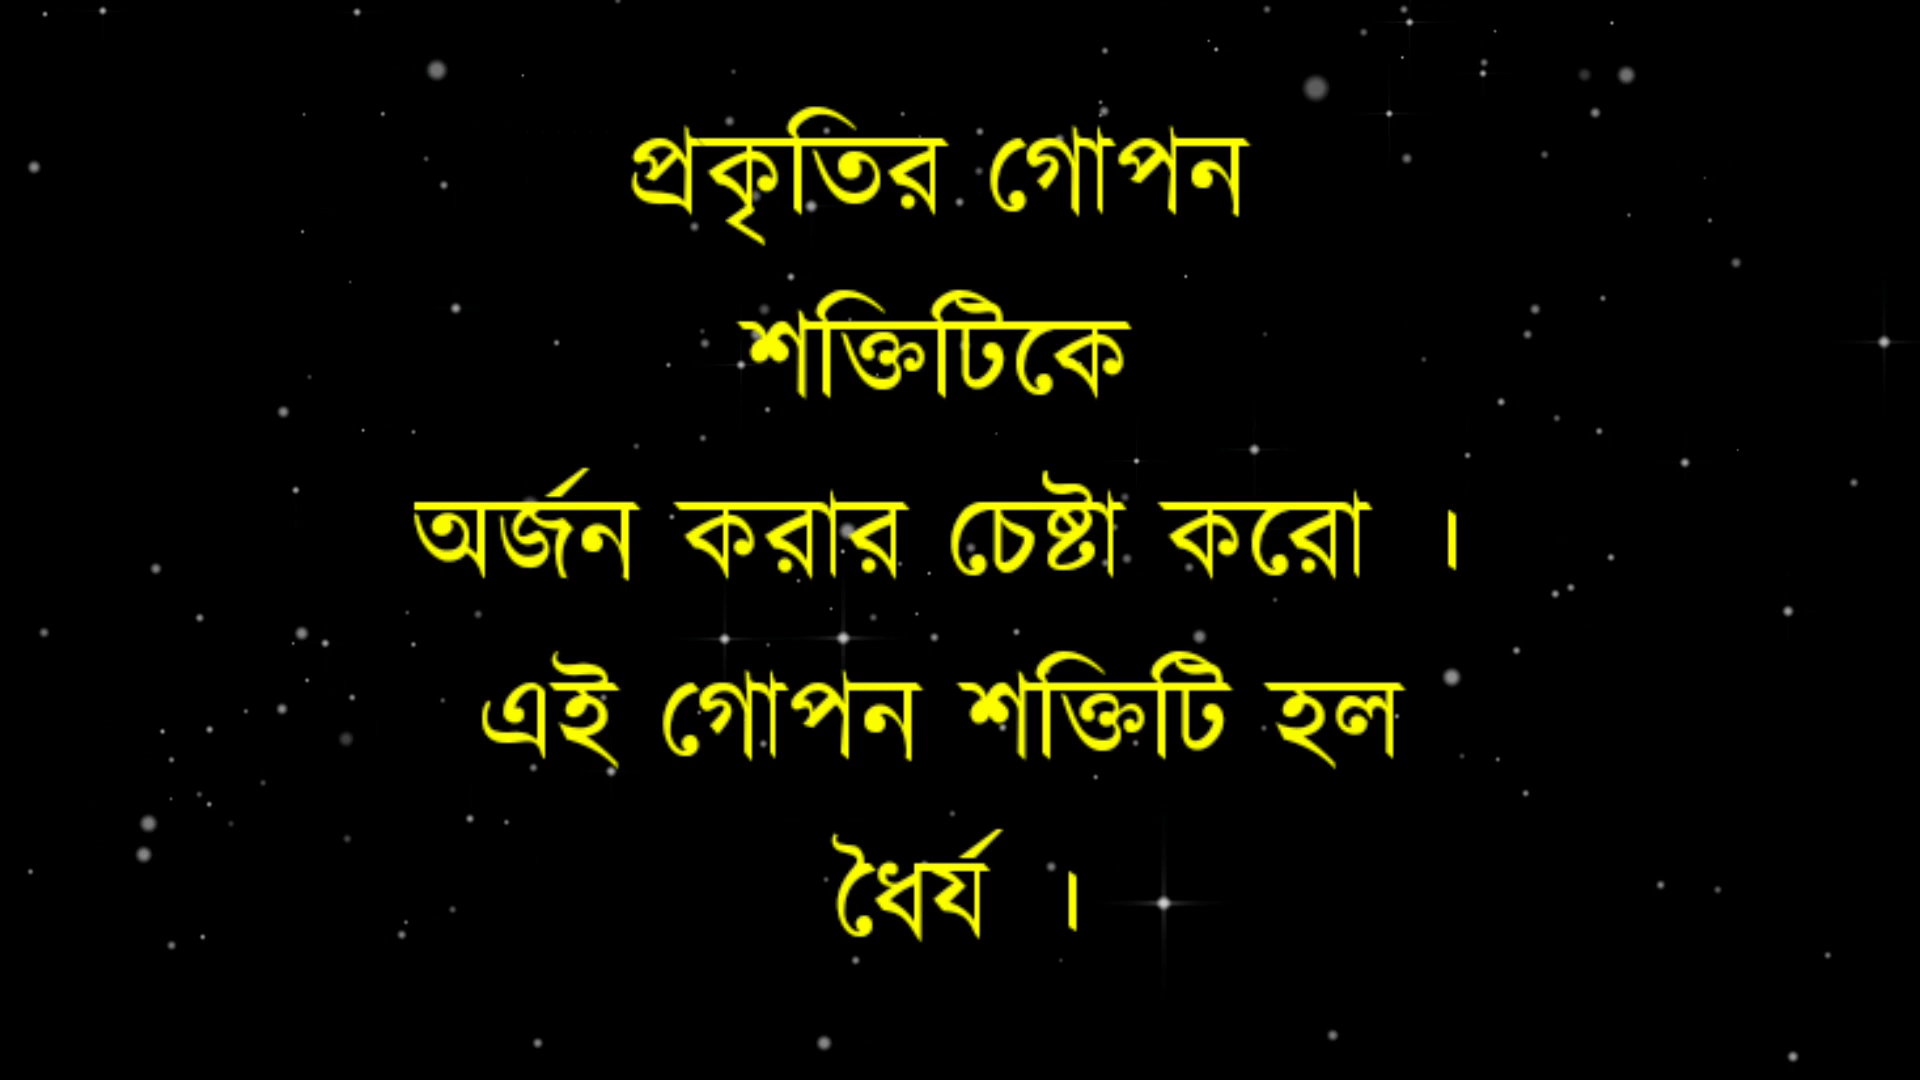 প্রকৃতির গোপন
শক্তিটিকে
অর্জন করার চেষ্টা করো ।
এই গোপন শক্তিটি হল
ধৈর্য ।